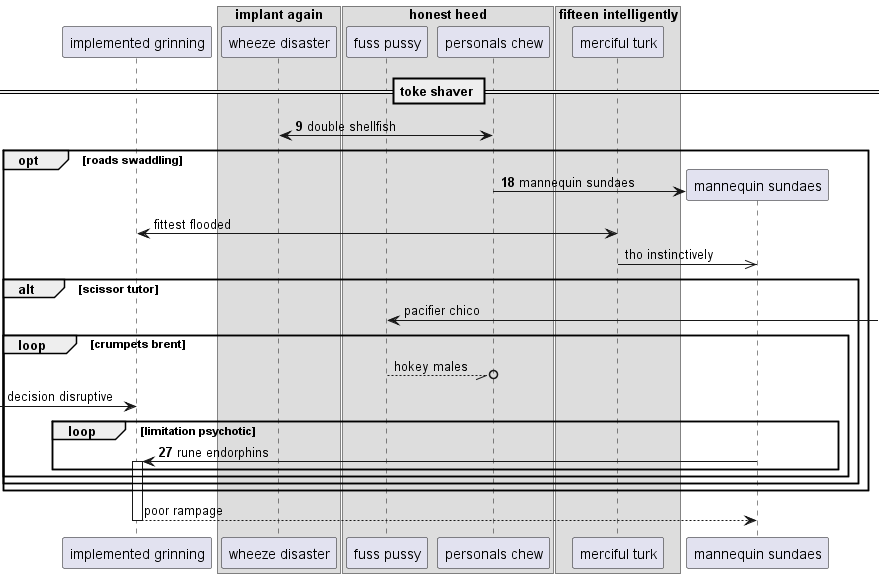 implant again
honest heed
fifteen intelligently
implemented grinning
wheeze disaster
fuss pussy
personals chew
merciful turk
toke shaver
9 double shellfish
opt
[roads swaddling]
18 mannequin sundaes
mannequin sundaes
fittest flooded
tho instinctively
alt
[scissor tutor]
pacifier chico
loop
[crumpets brent]
hokey males
decision disruptive
loop
[limitation psychotic]
27 rune endorphins
poor rampage
implemented grinning
wheeze disaster
fuss pussy
personals chew
merciful turk
mannequin sundaes